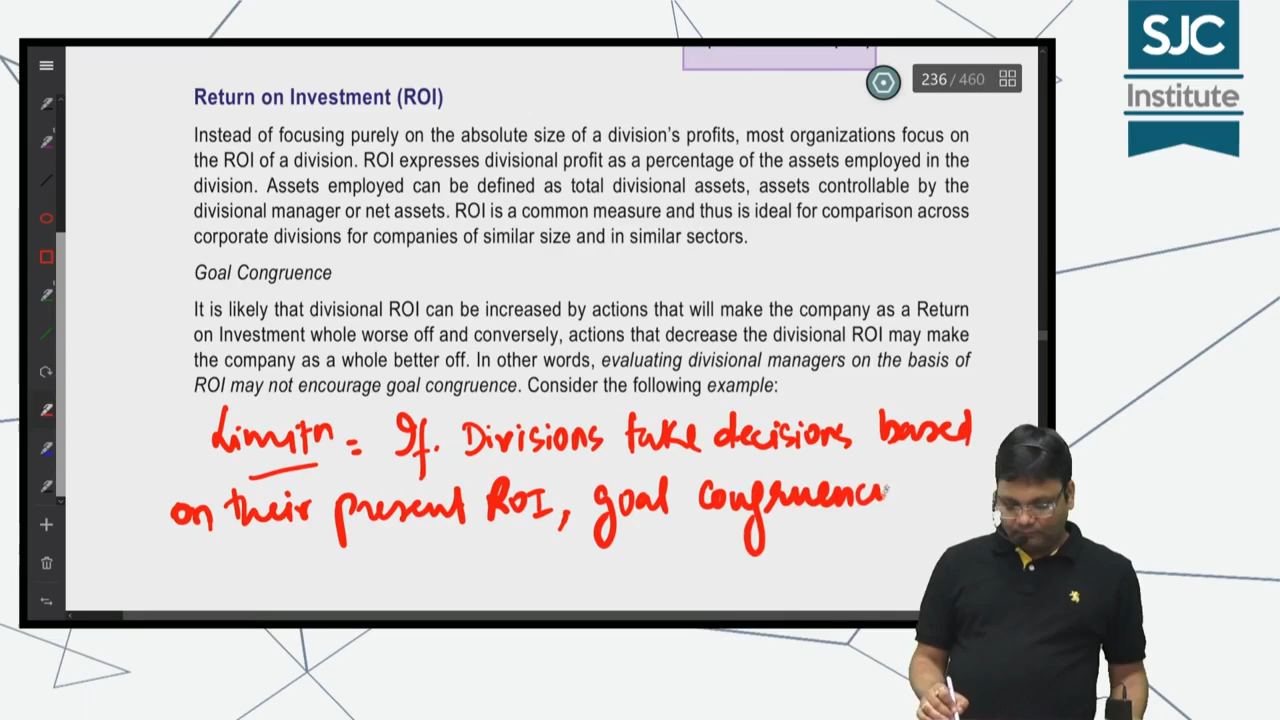 SJC
Institute
236 / 460
Return on Investment (ROI)
Instead of focusing purely on the absolute size of a division's profits, most organizations focus on
the ROI of a division. ROI expresses divisional profit as a percentage of the assets employed in the
division. Assets employed can be defined as total divisional assets, assets controllable by the
divisional manager or net assets. ROI is a common measure and thus is ideal for comparison across
corporate divisions for companies of similar size and in similar sectors.
Goal Congruence
It is likely that divisional ROI can be increased by actions that will make the company as a Return
on Investment whole worse off and conversely, actions that decrease the divisional ROI may make
the company as a whole better off. In other words, evaluating divisional managers on the basis of
ROI may not encourage goal congruence. Consider the following example:
Limitn = If. Divisions take decisions based
on their present ROI, goal congruenc